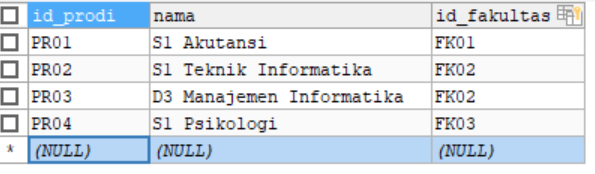 id_prodi nama id_fakultas
PR01 S1 Akutansi FK01
PR02 S1 Teknik Informatika FK02
PR03 D3 Manajemen Informatika FK02
PR04 S1 Psikologi FK03
* (NULL) (NULL) (NULL)